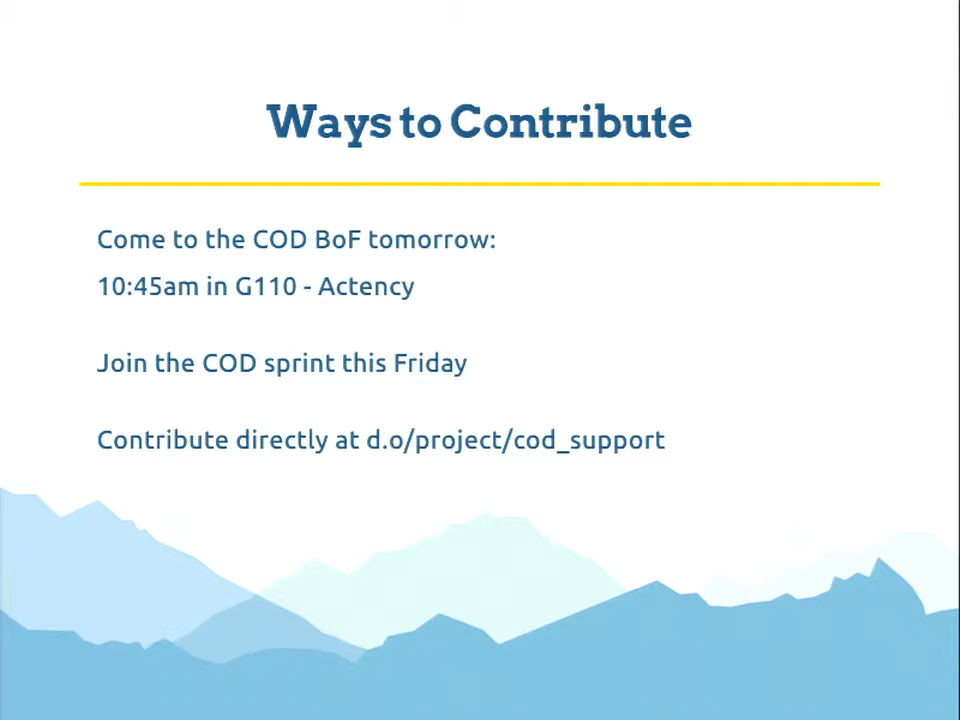 Ways to Contribute
Come to the COD BoF tomorrow:
10:45am in G110 - Actency
Join the COD sprint this Friday
Contribute directly at d.o/project/cod_support